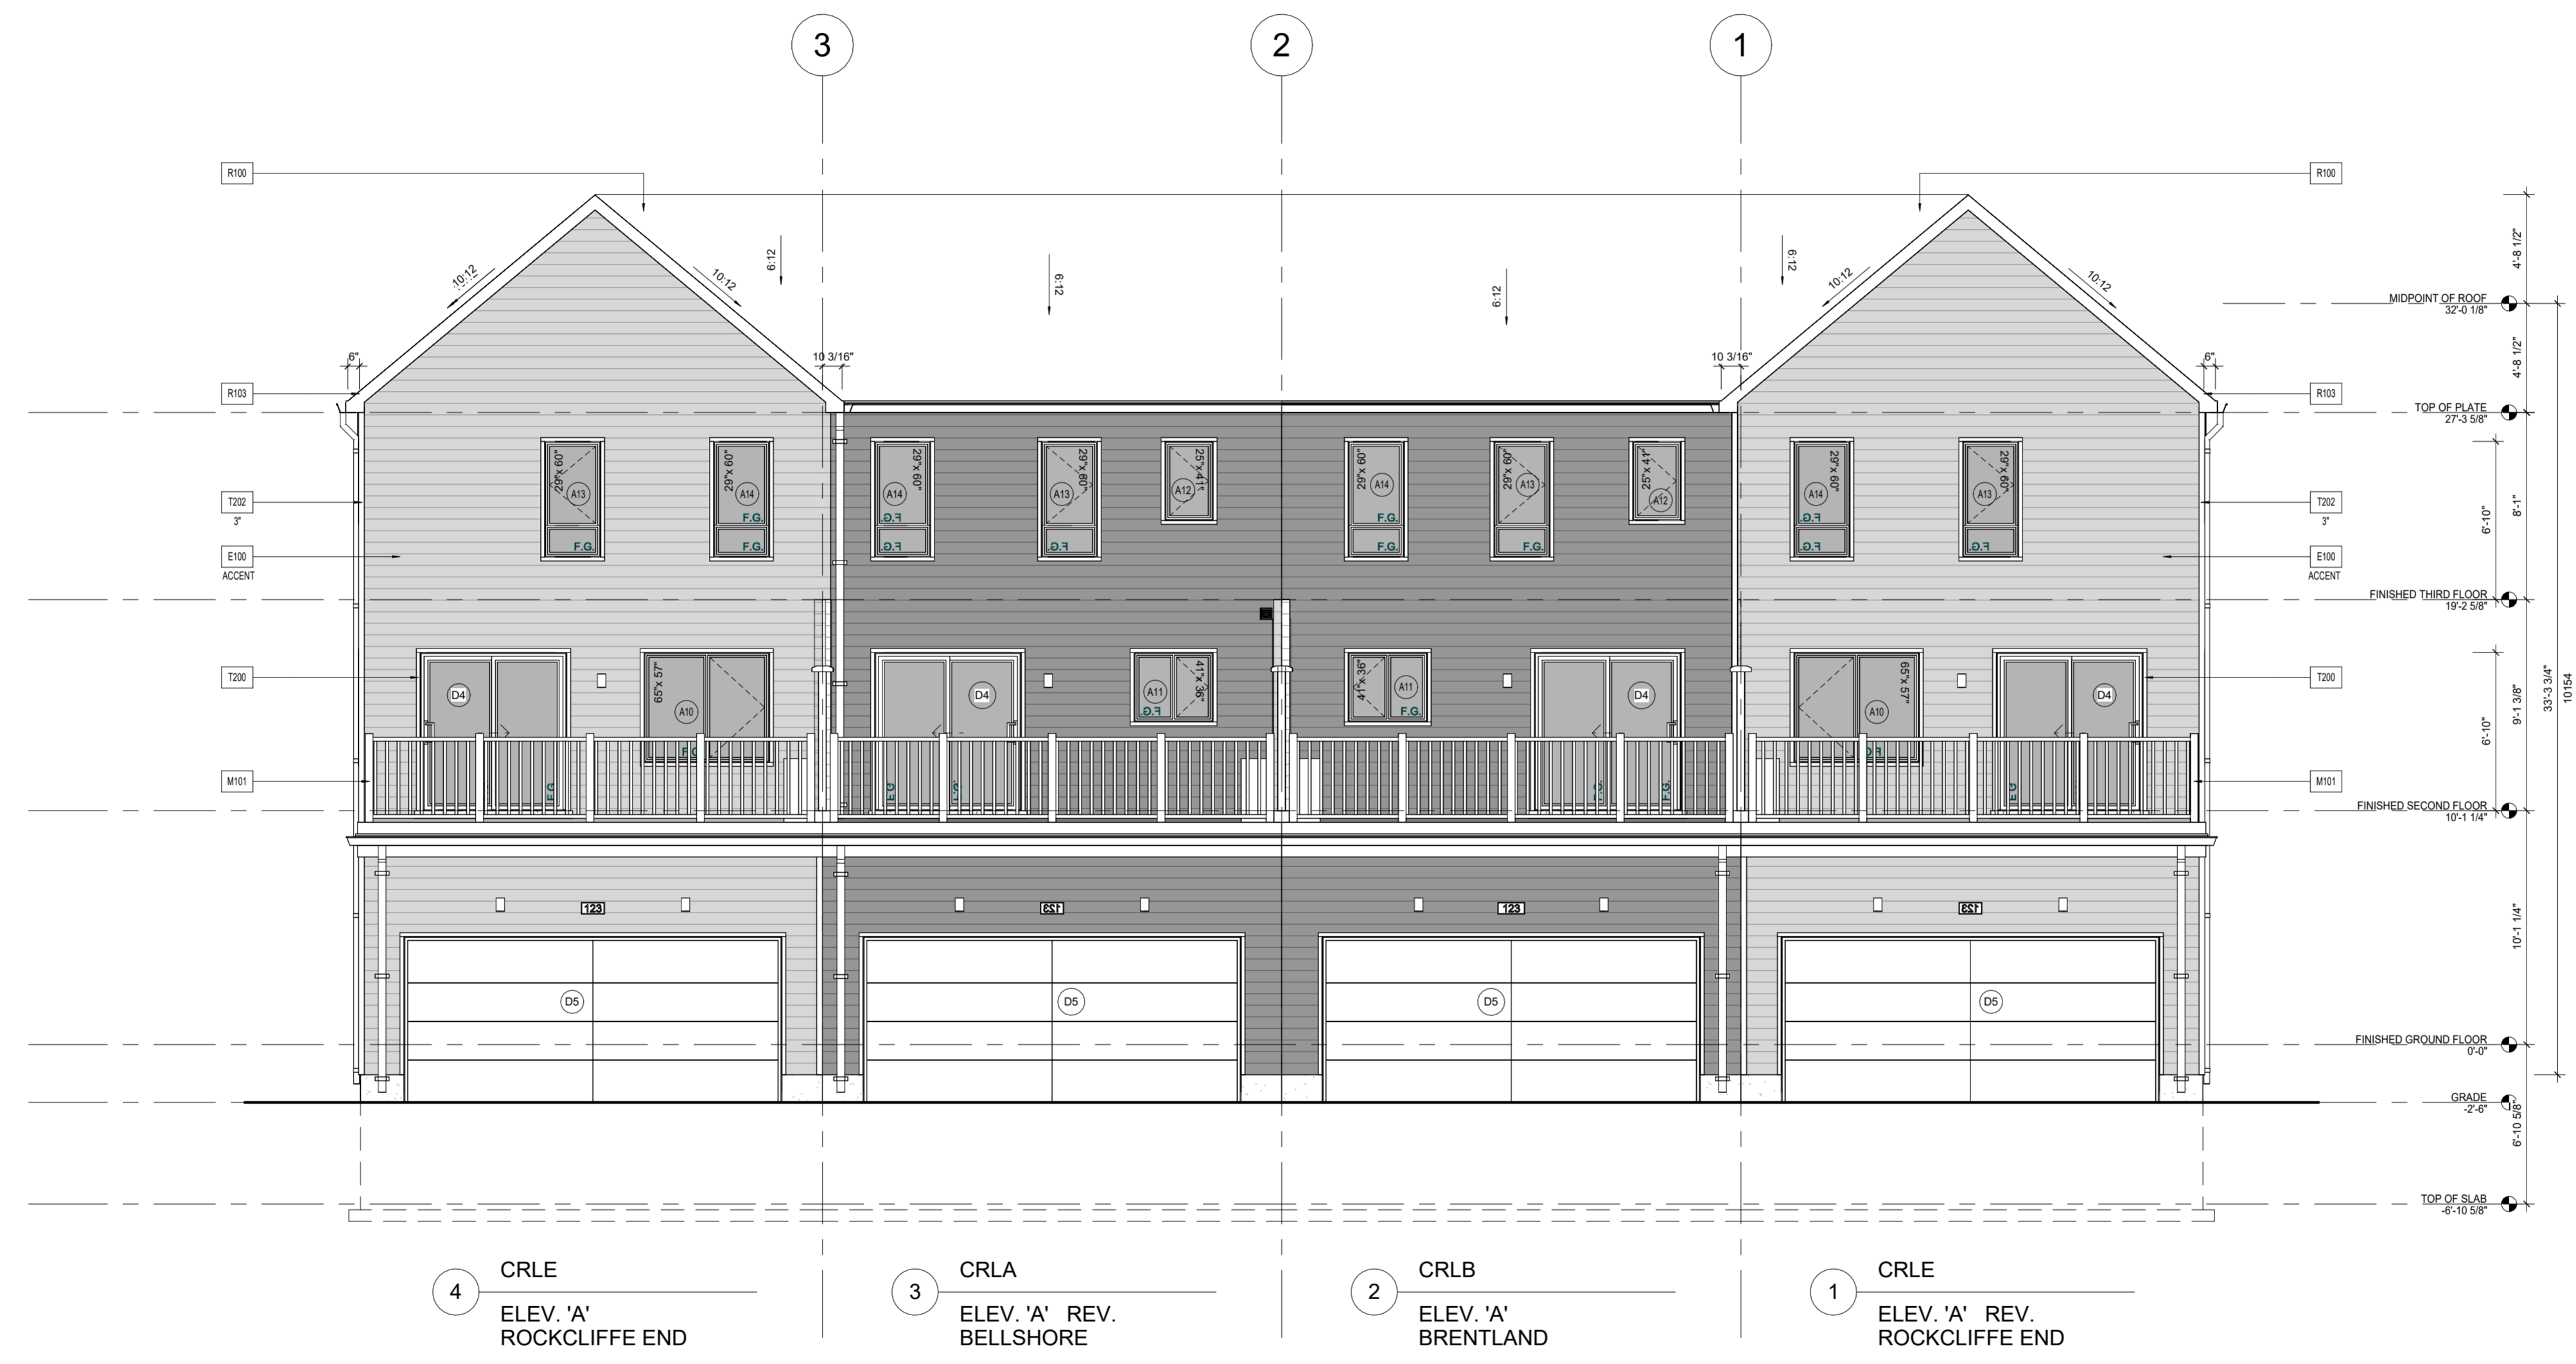 3
2
1
R100
R100
10:12
10:12
6:12
6:12
6:12
6:12
10:12
10:12
4'-8 1/2"
MIDPOINT OF ROOF
32'-0 1/8"
6"
10 3/16"
10 3/16"
6"
4'-8 1/2"
R103
R103
TOP OF PLATE
27'-3 5/8"
29"x 60"
A13
F.G.
29"x 60"
A14
F.G.
F.G.
29"x 60"
A14
F.G.
F.G.
29"x 60"
A13
F.G.
25"x 41"
A12
29"x 60"
A14
F.G.
F.G.
29"x 60"
A13
F.G.
25"x 41"
A12
29"x 60"
A14
F.G.
F.G.
29"x 60"
A13
F.G.
T202
3"
T202
3"
6'-10"
8'-1"
E100
ACCENT
E100
ACCENT
FINISHED THIRD FLOOR
19'-2 5/8"
T200
D4
65"x 57"
A10
F.G.
D4
A11
41"x 36"
F.G.
41"x 36"
A11
F.G.
D4
65"x 57"
A10
F.G.
D4
T200
6'-10"
9'-1 3/8"
33'-3 3/4"
10154
M101
F.G.
F.G.
F.G.
F.G.
F.G.
F.G.
M101
FINISHED SECOND FLOOR
10'-1 1/4"
123
123
123
123
10'-1 1/4"
D5
D5
D5
D5
FINISHED GROUND FLOOR
0'-0"
GRADE
-2'-6"
6'-10 5/8"
TOP OF SLAB
-6'-10 5/8"
4
CRLE
ELEV. 'A'
ROCKCLIFFE END
3
CRLA
ELEV. 'A' REV.
BELLSHORE
2
CRLB
ELEV. 'A'
BRENTLAND
1
CRLE
ELEV. 'A' REV.
ROCKCLIFFE END